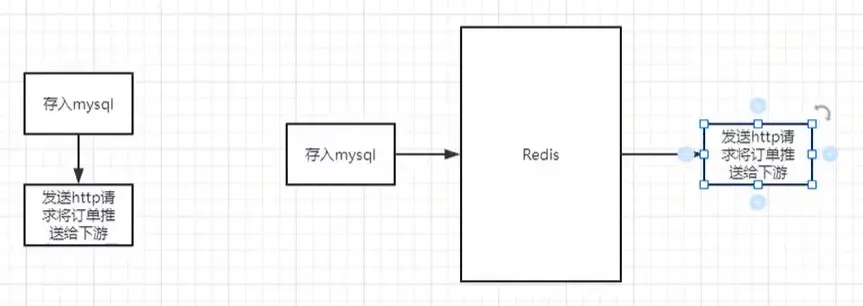 存入mysql
发送http请
求将订单推
送给下游
存入mysql
Redis
发送http请
求将订单推
送给下游